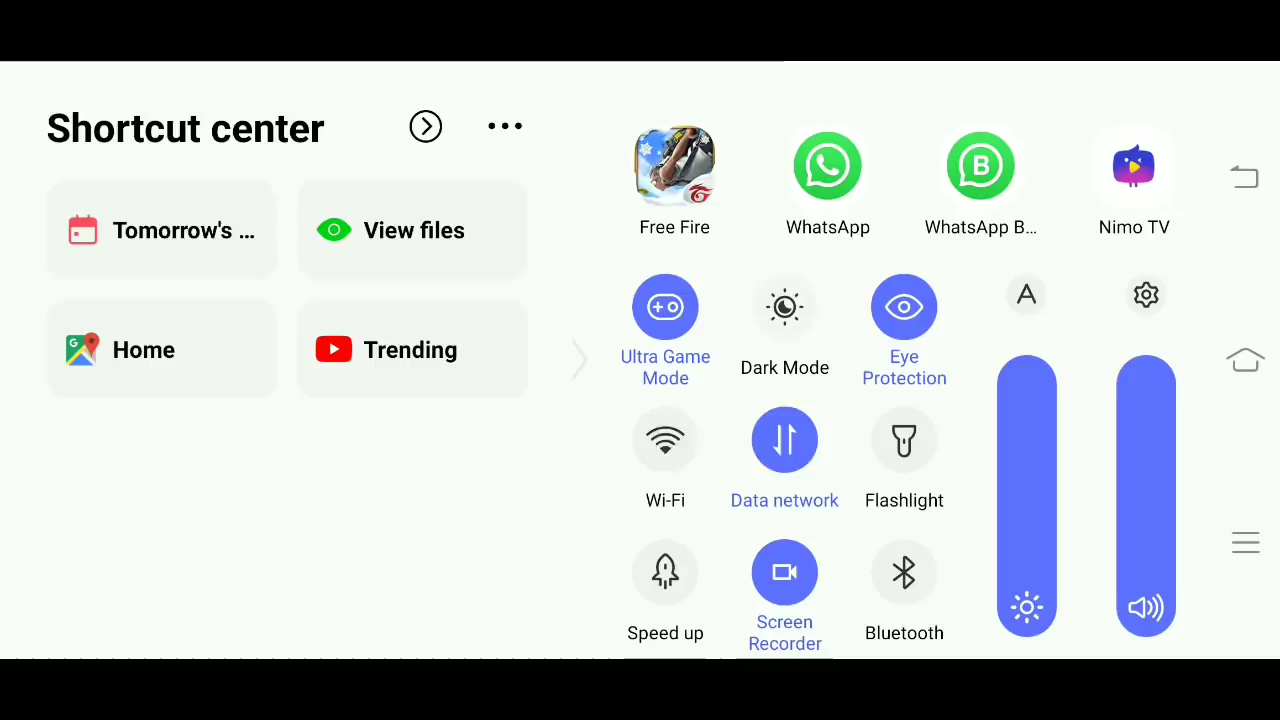 Shortcut center
Tomorrow's ...
View files
Home
Trending
Free Fire
WhatsApp
WhatsApp B...
Nimo TV
Ultra Game
Mode
Dark Mode
Eye
Protection
A
Wi-Fi
Data network
Flashlight
Speed up
Screen
Recorder
Bluetooth